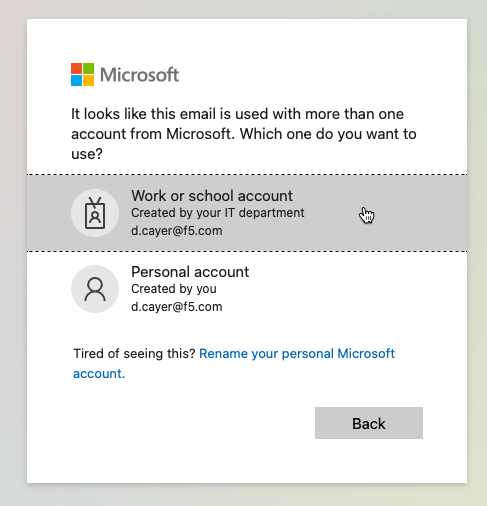 Microsoft
It looks like this email is used with more than one
account from Microsoft. Which one do you want to
use?
Work or school account
Created by your IT department
d.cayer@f5.com
Personal account
Created by you
d.cayer@f5.com
Tired of seeing this? Rename your personal Microsoft
account.
Back